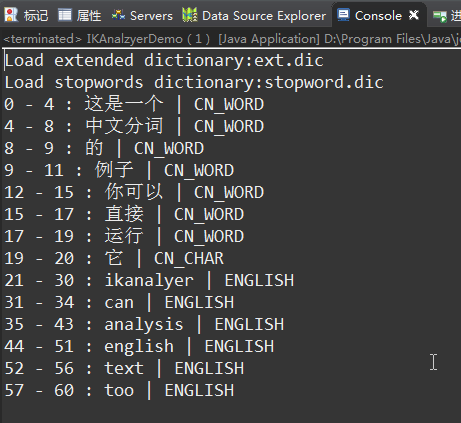 标记 属性 Servers Data Source Explorer Console 进
<terminated> IKAnalzyerDemo (1) [Java Application] D:\Program Files\Java\j
Load extended dictionary:ext.dic
Load stopwords dictionary:stopword.dic
0 - 4 : 这是一个 | CN_WORD
4 - 8 : 中文分词 | CN_WORD
8 - 9 : 的 | CN_WORD
9 - 11 : 例子 | CN_WORD
12 - 15 : 你可以 | CN_WORD
15 - 17 : 直接 | CN_WORD
17 - 19 : 运行 | CN_WORD
19 - 20 : 它 | CN_CHAR
21 - 30 : ikanalyer | ENGLISH
31 - 34 : can | ENGLISH
35 - 43 : analysis | ENGLISH
44 - 51 : english | ENGLISH
52 - 56 : text | ENGLISH
57 - 60 : too | ENGLISH